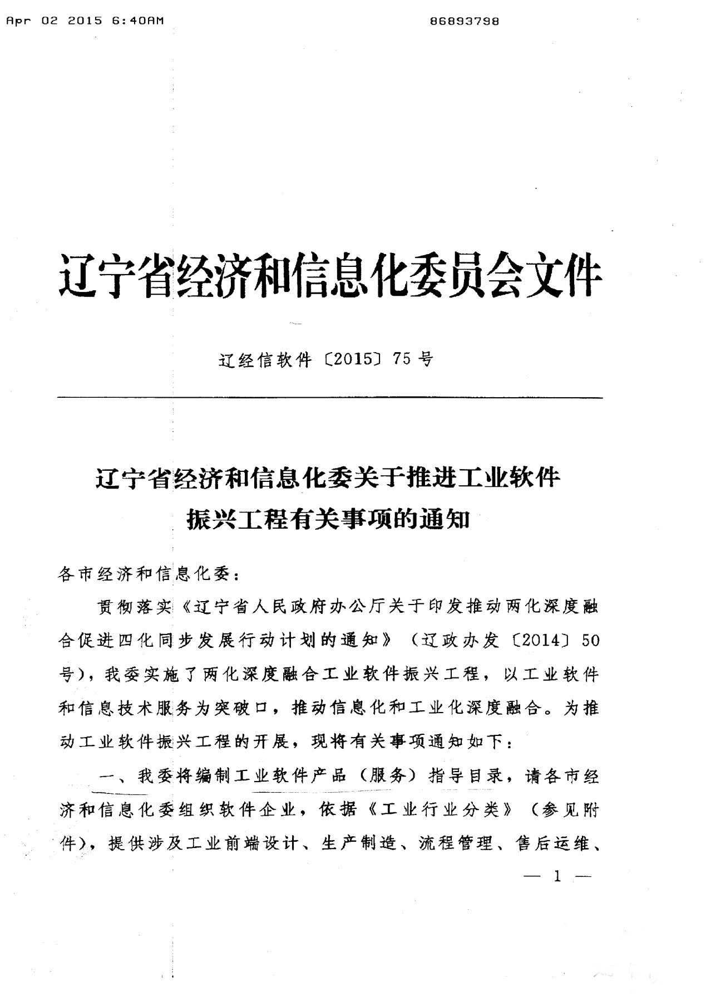 Apr 02 2015 6:40AM 86893798
辽宁省经济和信息化委员会文件
辽经信软件〔2015〕75号
辽宁省经济和信息化委关于推进工业软件
振兴工程有关事项的通知
各市经济和信息化委：
贯彻落实《辽宁省人民政府办公厅关于印发推动两化深度融
合促进四化同步发展行动计划的通知》（辽政办发〔2014〕50
号），我委实施了两化深度融合工业软件振兴工程，以工业软件
和信息技术服务为突破口，推动信息化和工业化深度融合。为推
动工业软件振兴工程的开展，现将有关事项通知如下：
一、我委将编制工业软件产品（服务）指导目录，请各市经
济和信息化委组织软件企业，依据《工业行业分类》（参见附
件），提供涉及工业前端设计、生产制造、流程管理、售后运维、
— 1 —